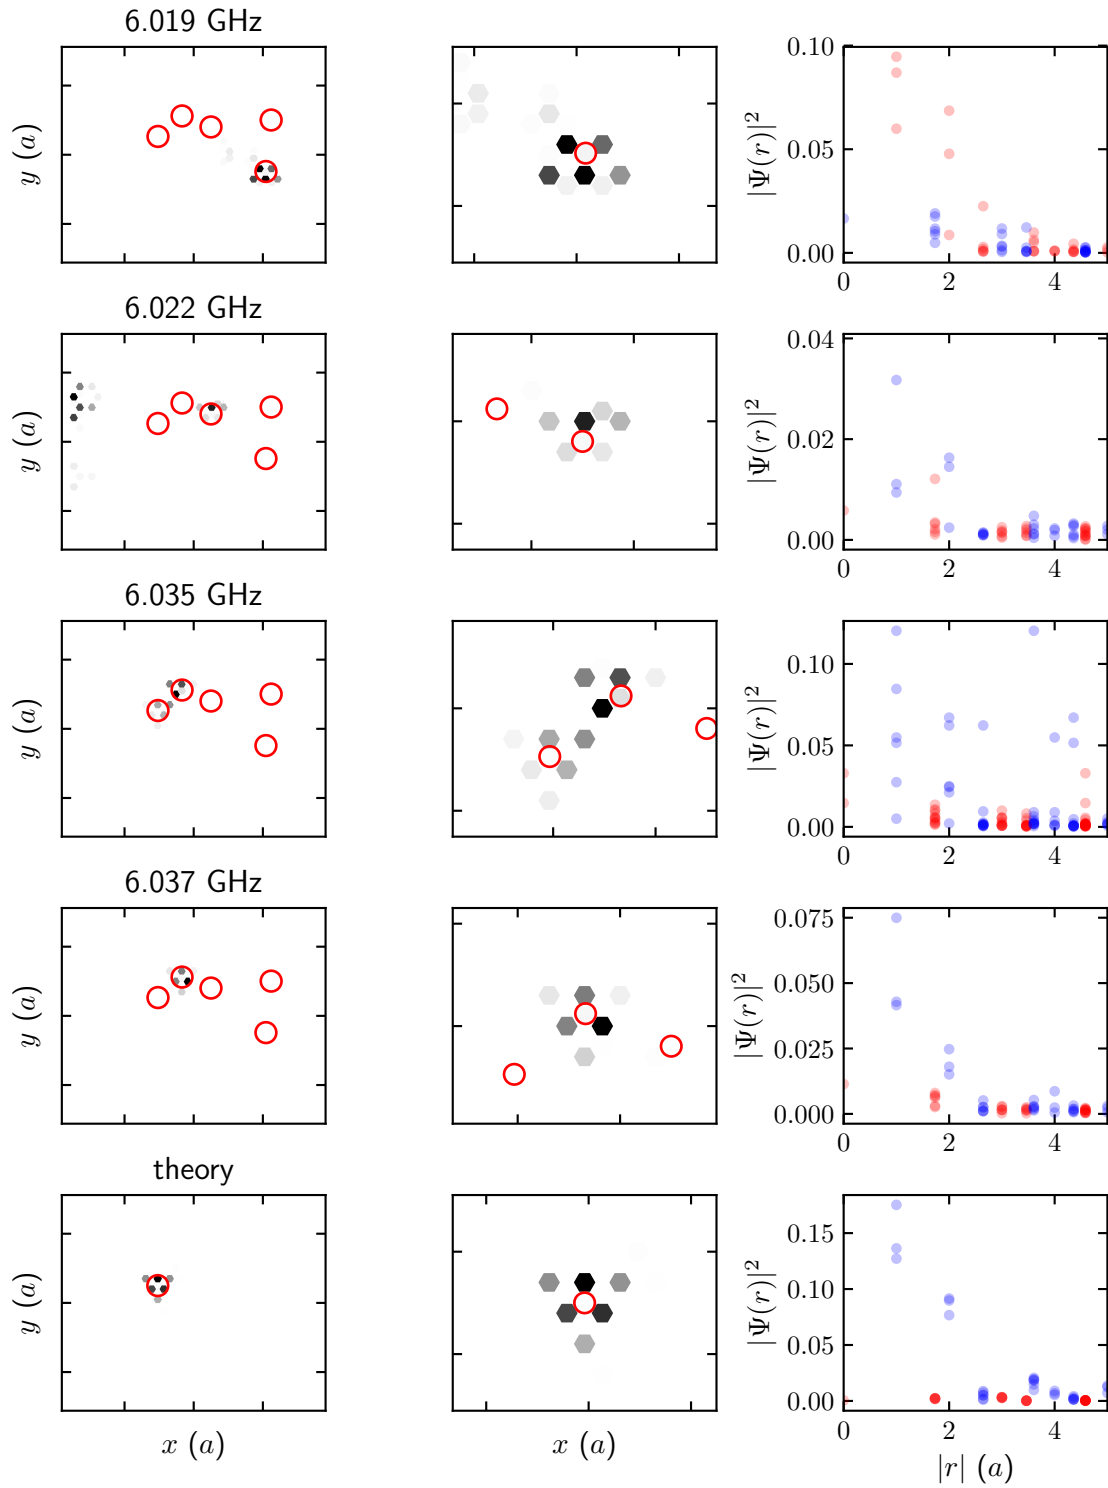 6.019 GHz
y (a)
|Ψ(r)|²
0.10
0.05
0.00
0 2 4
6.022 GHz
y (a)
|Ψ(r)|²
0.04
0.02
0.00
0 2 4
6.035 GHz
y (a)
|Ψ(r)|²
0.10
0.05
0.00
0 2 4
6.037 GHz
y (a)
|Ψ(r)|²
0.075
0.050
0.025
0.000
0 2 4
theory
y (a)
|Ψ(r)|²
0.15
0.10
0.05
0.00
0 2 4
x (a)
x (a)
|r| (a)